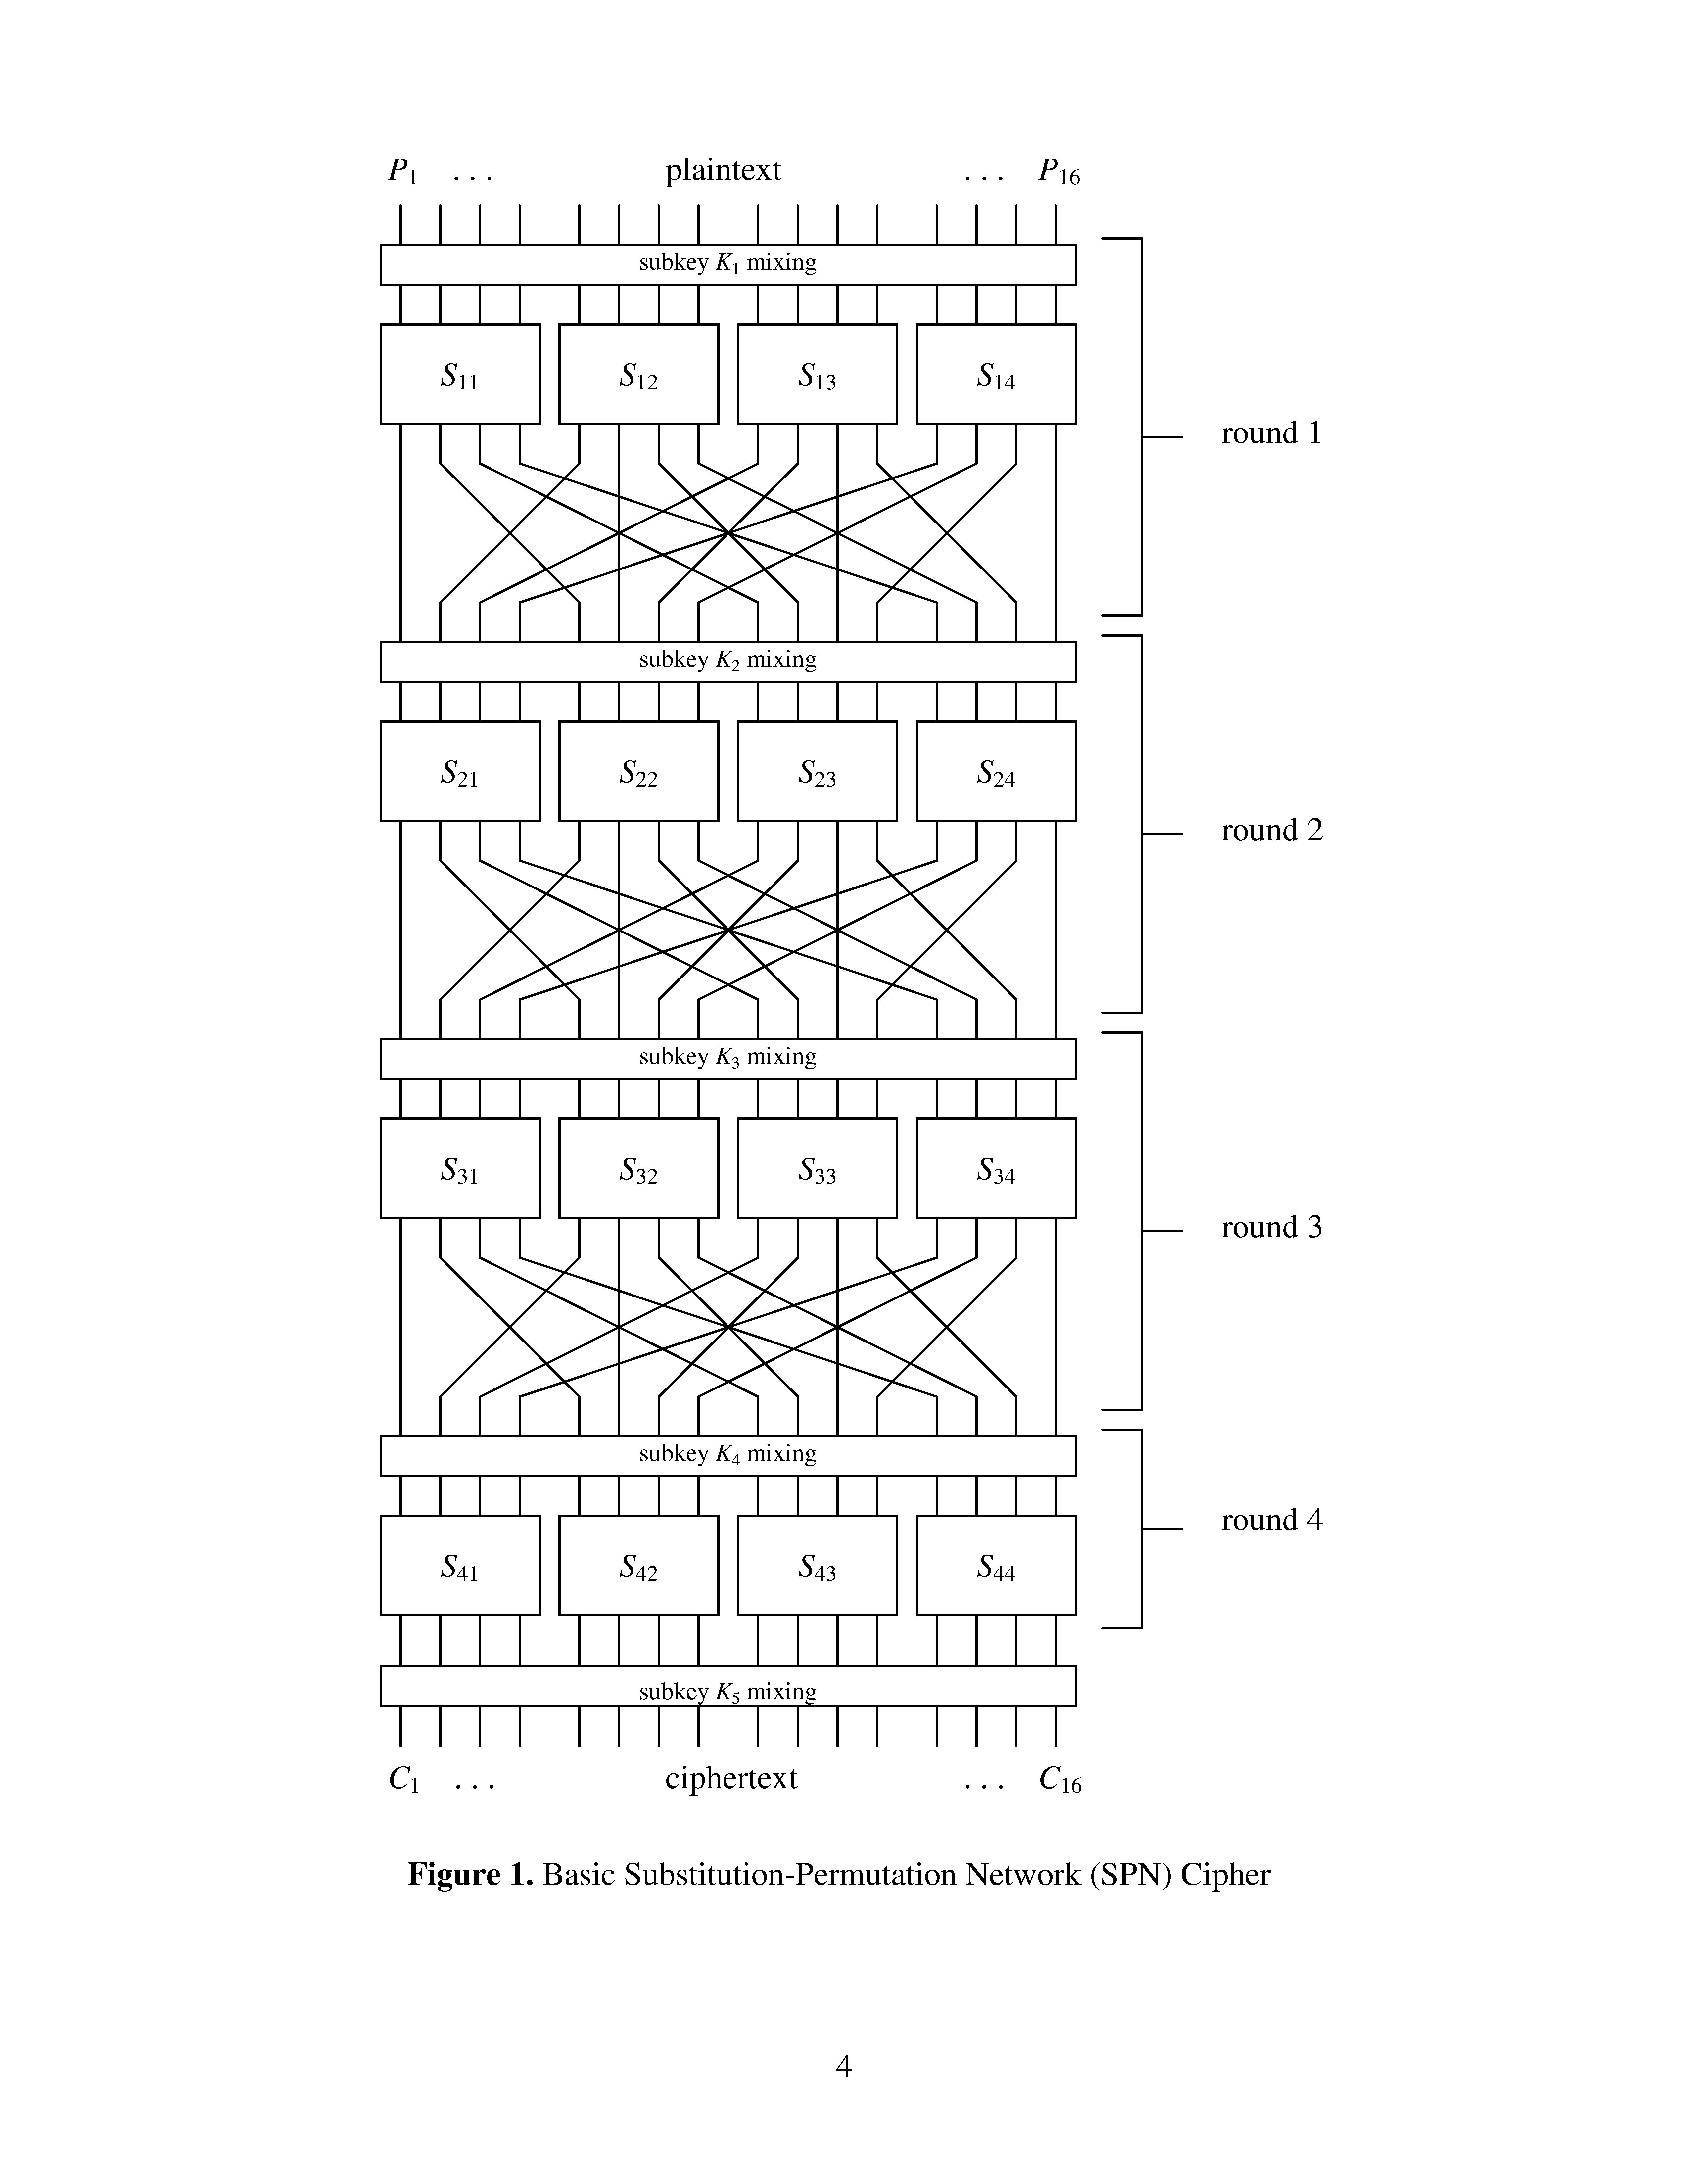 P₁ . . . plaintext . . . P₁₆
subkey K₁ mixing
S₁₁ S₁₂ S₁₃ S₁₄
round 1
subkey K₂ mixing
S₂₁ S₂₂ S₂₃ S₂₄
round 2
subkey K₃ mixing
S₃₁ S₃₂ S₃₃ S₃₄
round 3
subkey K₄ mixing
round 4
S₄₁ S₄₂ S₄₃ S₄₄
subkey K₅ mixing
C₁ . . . ciphertext . . . C₁₆
Figure 1. Basic Substitution-Permutation Network (SPN) Cipher
4